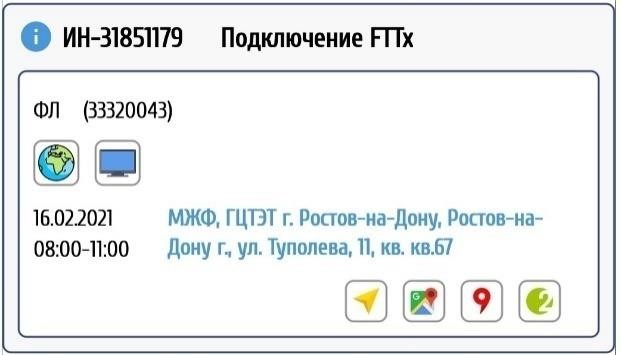 ИН-31851179 Подключение FTTx
ФЛ (33320043)
16.02.2021 МЖФ, ГЦТЭТ г. Ростов-на-Дону, Ростов-на-
08:00-11:00 Дону г., ул. Туполева, 11, кв. кв.67